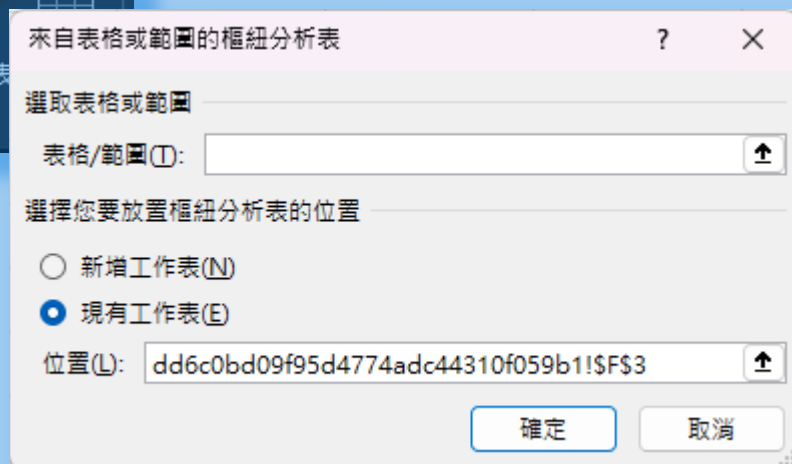 來自表格或範圍的樞紐分析表 ?
選取表格或範圍
表格/範圍(T):
選擇您要放置樞紐分析表的位置
新增工作表(N)
現有工作表(E)
位置(L): dd6c0bd09f95d4774adc44310f059b1!$F$3
確定 取消